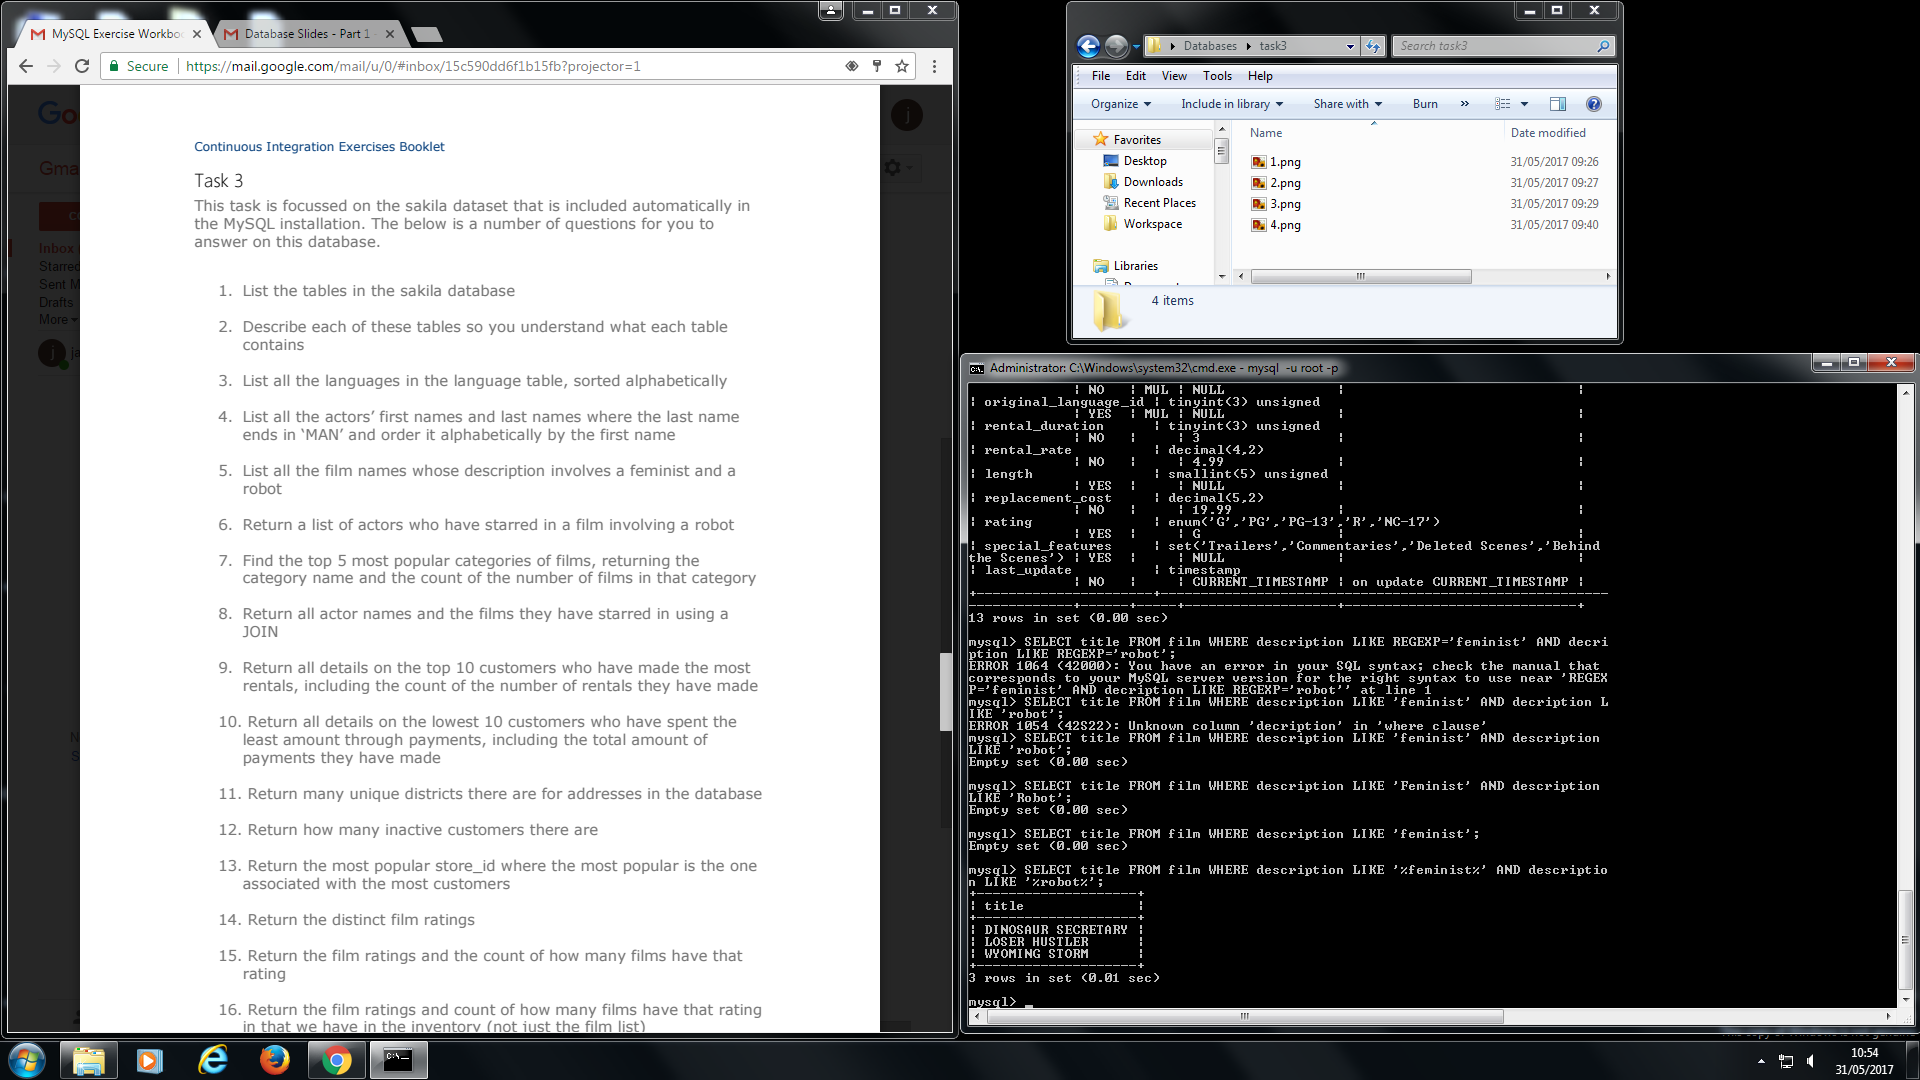 MySQL Exercise Workbo
Database Slides - Part 1
Secure
https://mail.google.com/mail/u/0/#inbox/15c590dd6f1b15fb?projector=1
Go
Gma
C
Inbox
Starred
Sent M
Drafts
More
j
ja
j
Continuous Integration Exercises Booklet
Task 3
This task is focussed on the sakila dataset that is included automatically in
the MySQL installation. The below is a number of questions for you to
answer on this database.
1. List the tables in the sakila database
2. Describe each of these tables so you understand what each table
contains
3. List all the languages in the language table, sorted alphabetically
4. List all the actors’ first names and last names where the last name
ends in ‘MAN’ and order it alphabetically by the first name
5. List all the film names whose description involves a feminist and a
robot
6. Return a list of actors who have starred in a film involving a robot
7. Find the top 5 most popular categories of films, returning the
category name and the count of the number of films in that category
8. Return all actor names and the films they have starred in using a
JOIN
9. Return all details on the top 10 customers who have made the most
rentals, including the count of the number of rentals they have made
10. Return all details on the lowest 10 customers who have spent the
least amount through payments, including the total amount of
payments they have made
11. Return many unique districts there are for addresses in the database
12. Return how many inactive customers there are
13. Return the most popular store_id where the most popular is the one
associated with the most customers
14. Return the distinct film ratings
15. Return the film ratings and the count of how many films have that
rating
16. Return the film ratings and count of how many films have that rating
in that we have in the inventory (not just the film list)
Databases
task3
Search task3
File Edit View Tools Help
Organize Include in library Share with Burn »
Favorites
Desktop
Downloads
Recent Places
Workspace
Libraries
Name Date modified
1.png 31/05/2017 09:26
2.png 31/05/2017 09:27
3.png 31/05/2017 09:29
4.png 31/05/2017 09:40
4 items
Administrator: C:\Windows\system32\cmd.exe - mysql -u root -p
| NO | MUL | NULL | |
| original_language_id | tinyint(3) unsigned
| YES | MUL | NULL | |
| rental_duration | tinyint(3) unsigned
| NO | | 3 | |
| rental_rate | decimal(4,2)
| NO | | 4.99 | |
| length | smallint(5) unsigned
| YES | | NULL | |
| replacement_cost | decimal(5,2)
| NO | | 19.99 | |
| rating | enum('G','PG','PG-13','R','NC-17')
| YES | | G | |
| special_features | set('Trailers','Commentaries','Deleted Scenes','Behind
the Scenes') | YES | | NULL | |
| last_update | timestamp
| NO | | CURRENT_TIMESTAMP | on update CURRENT_TIMESTAMP |
13 rows in set (0.00 sec)
mysql> SELECT title FROM film WHERE description LIKE REGEXP='feminist' AND decri
ption LIKE REGEXP='robot';
ERROR 1064 (42000): You have an error in your SQL syntax; check the manual that
corresponds to your MySQL server version for the right syntax to use near 'REGEX
P='feminist' AND decription LIKE REGEXP='robot'' at line 1
mysql> SELECT title FROM film WHERE description LIKE 'feminist' AND decription L
IKE 'robot';
ERROR 1054 (42S22): Unknown column 'decription' in 'where clause'
mysql> SELECT title FROM film WHERE description LIKE 'feminist' AND description
LIKE 'robot';
Empty set (0.00 sec)
mysql> SELECT title FROM film WHERE description LIKE 'Feminist' AND description
LIKE 'Robot';
Empty set (0.00 sec)
mysql> SELECT title FROM film WHERE description LIKE 'feminist';
Empty set (0.00 sec)
mysql> SELECT title FROM film WHERE description LIKE '%feminist%' AND descriptio
n LIKE '%robot%';
| title |
| DINOSAUR SECRETARY |
| LOSER HUSTLER |
| WYOMING STORM |
3 rows in set (0.01 sec)
mysql> _
10:54
31/05/2017